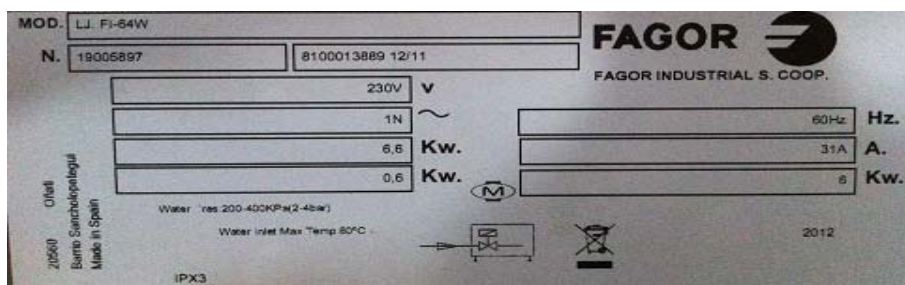 MOD. LJ. FI-64W
FAGOR
N. 19005897 8100013889 12/11
FAGOR INDUSTRIAL S. COOP.
230V V
1N ~ 60Hz Hz.
6,6 Kw. 31A A.
0,6 Kw. M 6 Kw.
20560 Oñati
Barrio Sancholopetegui
Made in Spain
Water res:200-400KPa(2-4bar)
Water Inlet Max Temp 60ºC
2012
IPX3